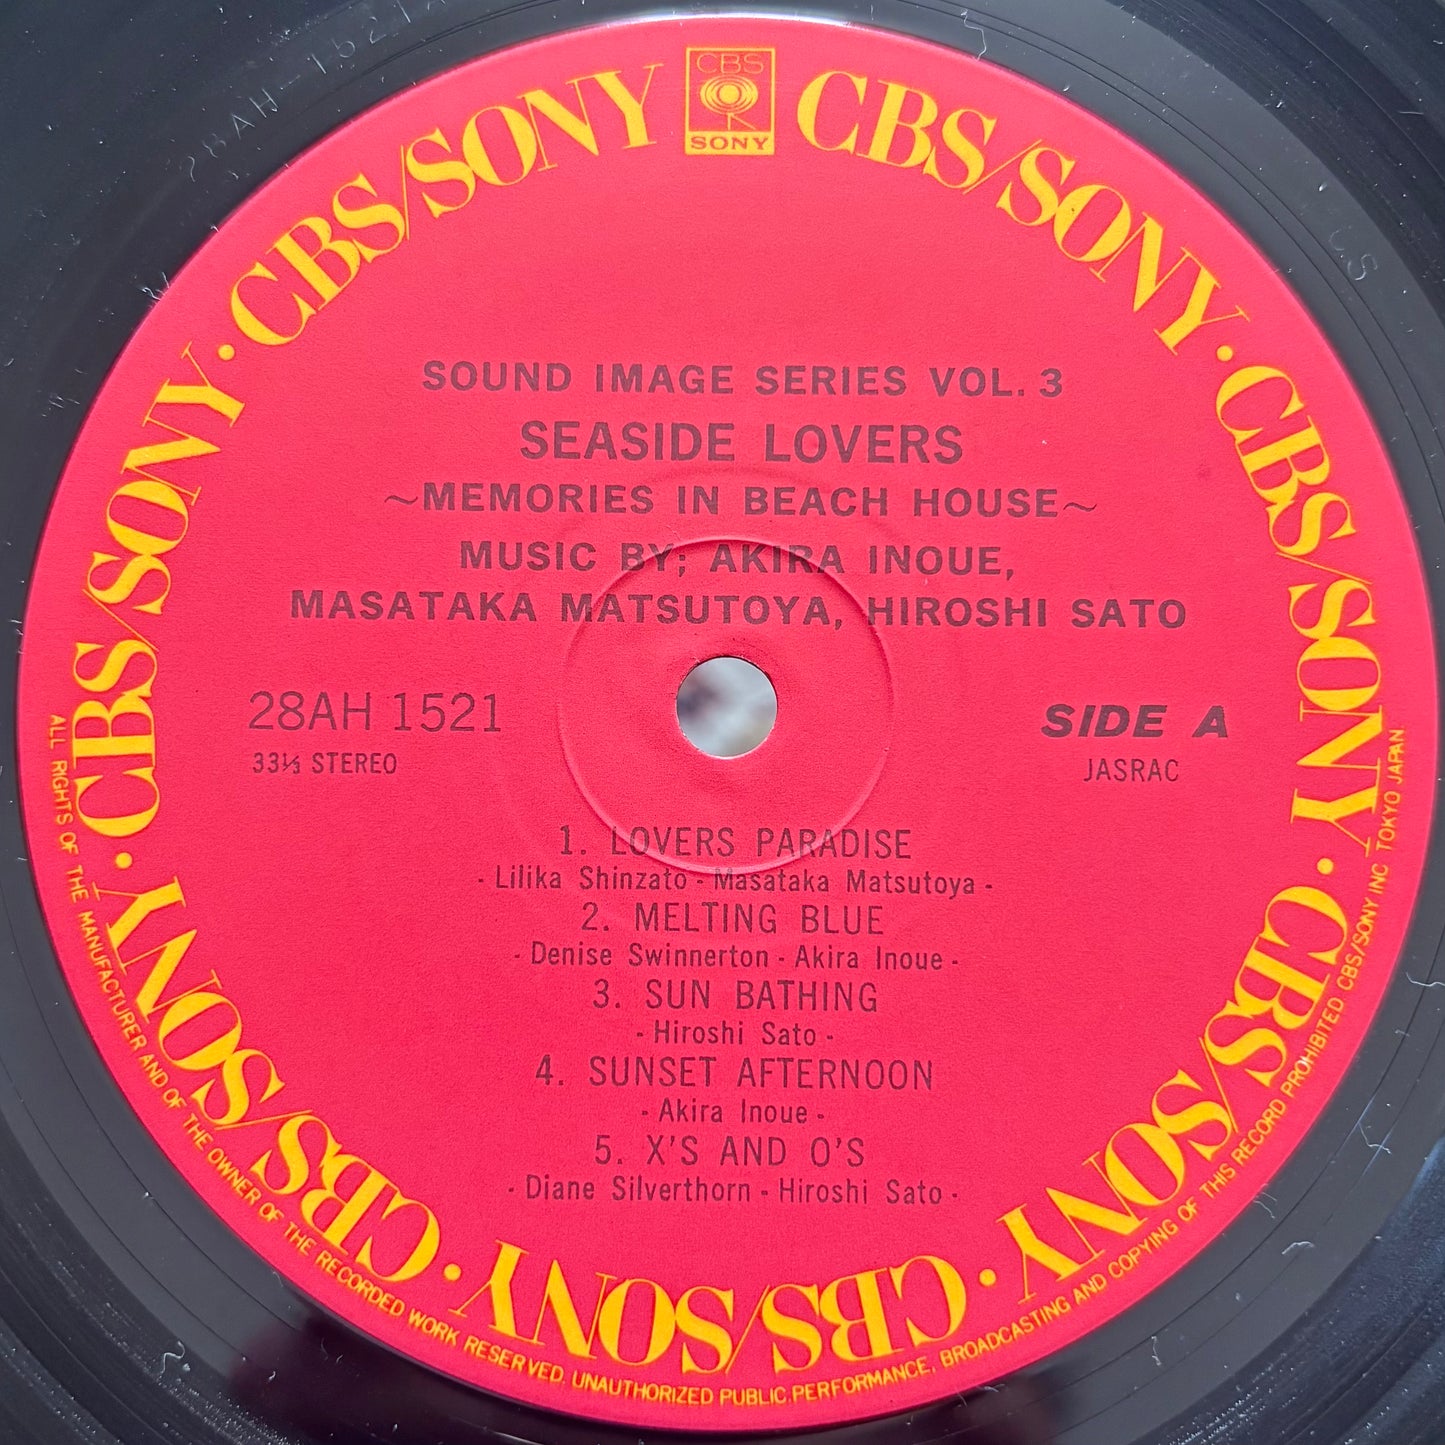 CBS
SONY
CBS/SONY · CBS/SONY · CBS/SONY · CBS/SONY · CBS/SONY · CBS/SONY · CBS/SONY · CBS/SONY
SOUND IMAGE SERIES VOL. 3
SEASIDE LOVERS
~MEMORIES IN BEACH HOUSE~
MUSIC BY; AKIRA INOUE,
MASATAKA MATSUTOYA, HIROSHI SATO
28AH 1521
33⅓ STEREO
SIDE A
JASRAC
1. LOVERS PARADISE
- Lilika Shinzato - Masataka Matsutoya -
2. MELTING BLUE
- Denise Swinnerton - Akira Inoue -
3. SUN BATHING
- Hiroshi Sato -
4. SUNSET AFTERNOON
- Akira Inoue -
5. X'S AND O'S
- Diane Silverthorn - Hiroshi Sato -
ALL RIGHTS OF THE MANUFACTURER AND OF THE OWNER OF THE RECORDED WORK RESERVED. UNAUTHORIZED PUBLIC PERFORMANCE, BROADCASTING AND COPYING OF THIS RECORD PROHIBITED CBS/SONY INC TOKYO JAPAN